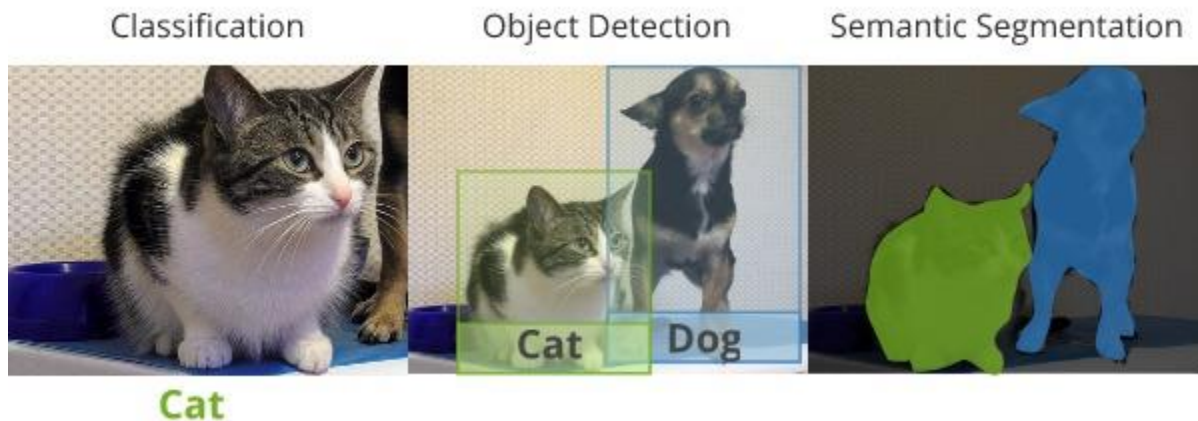 Classification
Object Detection
Semantic Segmentation
Cat
Dog
Cat